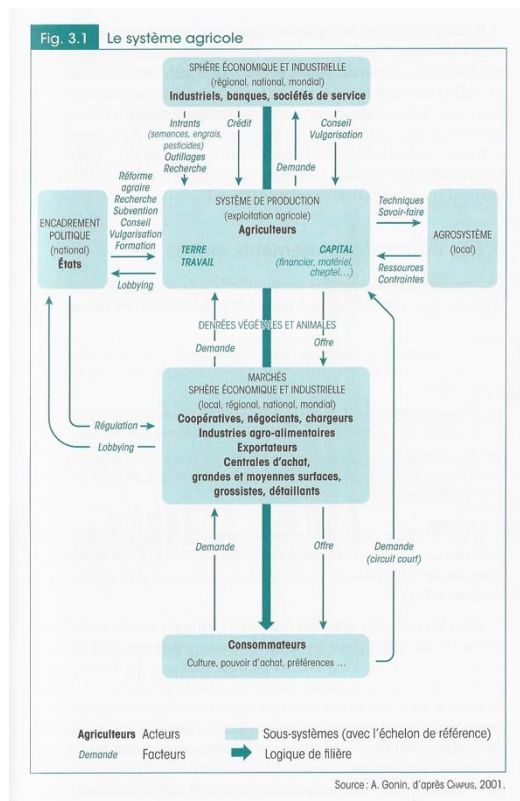 Fig. 3.1 Le système agricole
SPHÈRE ÉCONOMIQUE ET INDUSTRIELLE
(régional, national, mondial)
Industriels, banques, sociétés de service
Intrants
(semences, engrais,
pesticides)
Outillages
Recherche
Crédit
Demande
Conseil
Vulgarisation
Réforme
agraire
Recherche
Subvention
Conseil
Vulgarisation
Formation
Lobbying
ENCADREMENT
POLITIQUE
(national)
États
SYSTÈME DE PRODUCTION
(exploitation agricole)
Agriculteurs
TERRE
TRAVAIL
CAPITAL
(financier, matériel,
cheptel...)
Techniques
Savoir-faire
Ressources
Contraintes
AGROSYSTÈME
(local)
DENRÉES VÉGÉTALES ET ANIMALES
Demande
Offre
MARCHÉS
SPHÈRE ÉCONOMIQUE ET INDUSTRIELLE
(local, régional, national, mondial)
Coopératives, négociants, chargeurs
Industries agro-alimentaires
Exportateurs
Centrales d'achat,
grandes et moyennes surfaces,
grossistes, détaillants
Régulation
Lobbying
Demande
Offre
Demande
(circuit court)
Consommateurs
Culture, pouvoir d'achat, préférences ...
Agriculteurs Acteurs
Demande Facteurs
Sous-systèmes (avec l'échelon de référence)
Logique de filière
Source : A. Gonin, d'après CHAPUIS, 2001.